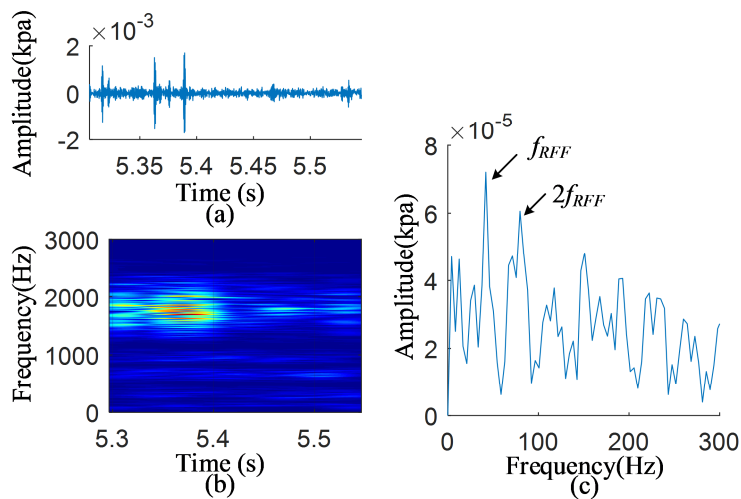 ×10⁻³
Amplitude(kpa)
2
0
-2
5.35 5.4 5.45 5.5
Time (s)
(a)
Frequency(Hz)
3000
2000
1000
0
5.3 5.4 5.5
Time (s)
(b)
×10⁻⁵
Amplitude(kpa)
8
6
4
2
0
fRFF
2fRFF
0 100 200 300
Frequency(Hz)
(c)